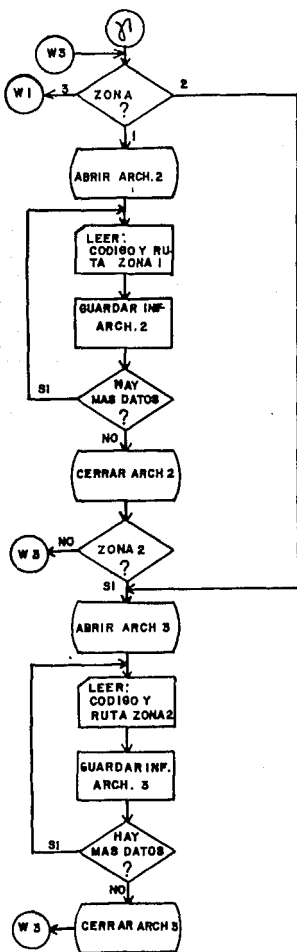 W3
W1
3
ZONA
?
2
1
ABRIR ARCH.2
LEER:
CODIGO Y RU-
TA ZONA 1
GUARDAR INF.
ARCH. 2
SI
HAY
MAS DATOS
?
NO
CERRAR ARCH 2
W3
NO
ZONA 2
?
SI
ABRIR ARCH 3
LEER:
CODIGO Y
RUTA ZONA 2
GUARDAR INF.
ARCH. 3
SI
HAY
MAS DATOS
?
NO
W3
CERRAR ARCH 3